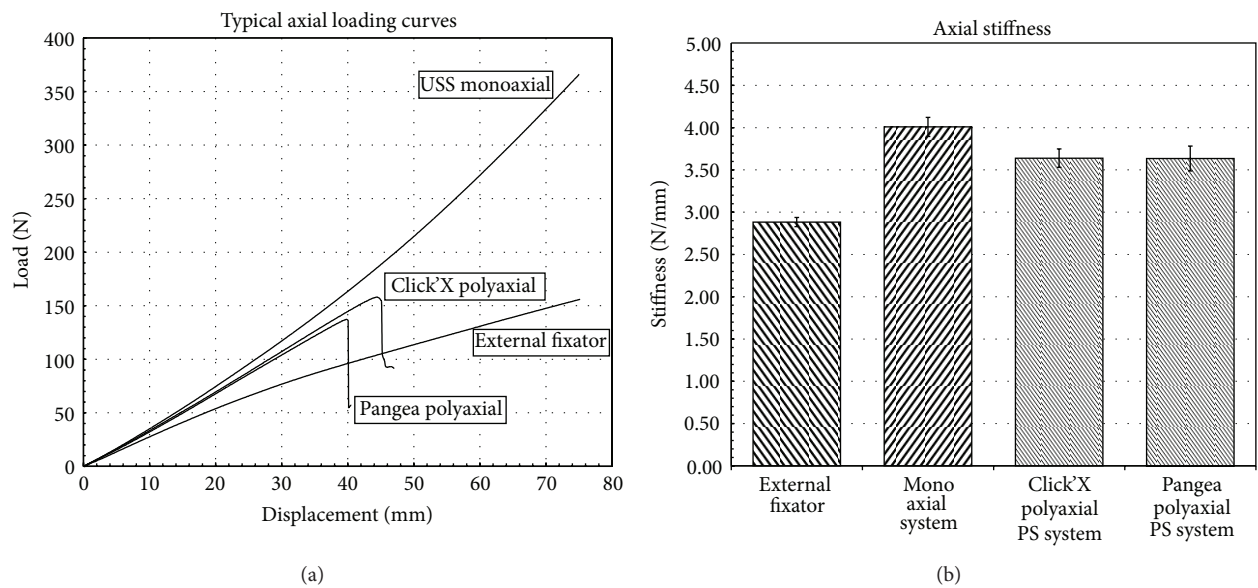 Typical axial loading curves
400
350
300
250
200
150
100
50
0
Load (N)
USS monoaxial
Click'X polyaxial
External fixator
Pangea polyaxial
0 10 20 30 40 50 60 70 80
Displacement (mm)
(a)
Axial stiffness
5.00
4.50
4.00
3.50
3.00
2.50
2.00
1.50
1.00
0.50
0.00
Stiffness (N/mm)
External
fixator
Mono
axial
system
Click'X
polyaxial
PS system
Pangea
polyaxial
PS system
(b)